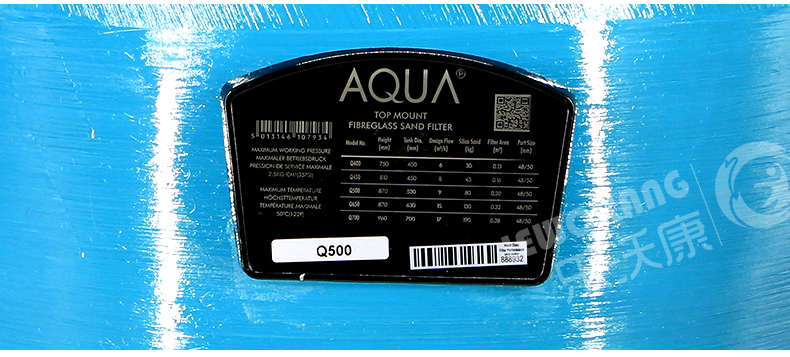 AQUA®
TOP MOUNT
FIBREGLASS SAND FILTER
5013146107934
MAXIMUM WORKING PRESSURE
MAXIMALER BETRIEBSDRUCK
PRESSION DE SERVICE MAXIMALE
2.5KG/CM²(35PSI)
MAXIMUM TEMPERATURE
HÖCHSTTEMPERATUR
TEMPÉRATURE MAXIMALE
50°C(122F)
Model No. Height (mm) Tank Dia. (mm) Design Flow (m³/h) Silica Sand (kg) Filter Area (m²) Port Size (mm)
Q400 750 400 6 30 0.13 48/50
Q450 810 450 8 45 0.16 48/50
Q500 870 530 9 80 0.20 48/50
Q650 870 630 15 130 0.32 48/50
Q700 960 700 17 190 0.38 48/50
Q500
888932
康